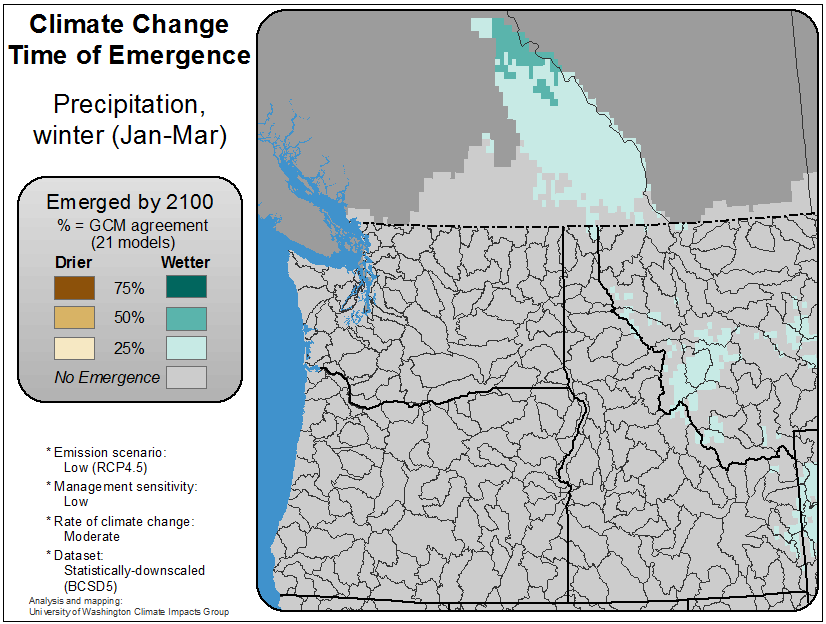 Climate Change
Time of Emergence
Precipitation,
winter (Jan-Mar)
Emerged by 2100
% = GCM agreement
(21 models)
Drier Wetter
75%
50%
25%
No Emergence
* Emission scenario:
Low (RCP4.5)
* Management sensitivity:
Low
* Rate of climate change:
Moderate
* Dataset:
Statistically-downscaled
(BCSD5)
Analysis and mapping:
University of Washington Climate Impacts Group